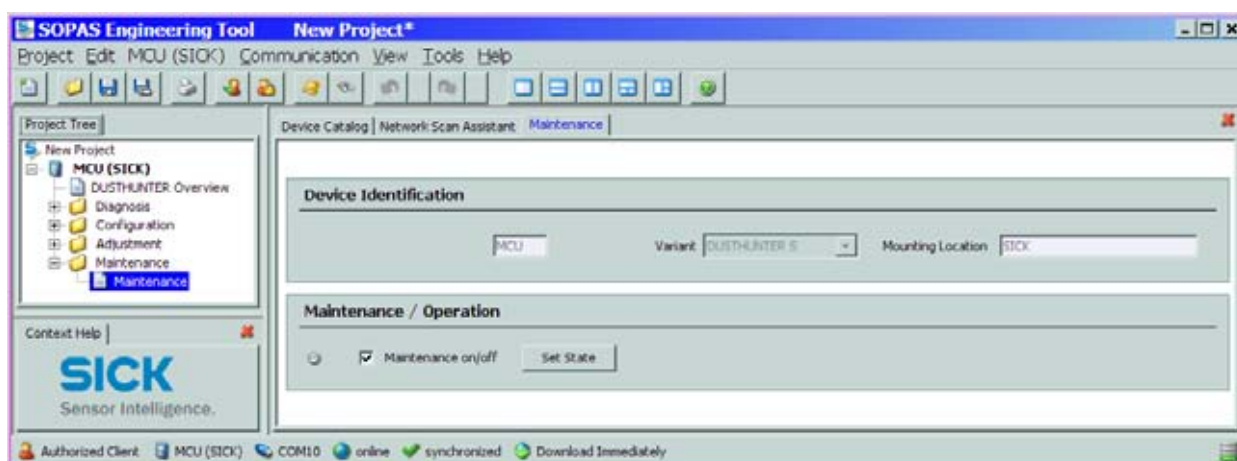 SOPAS Engineering Tool New Project*
Project Edit MCU (SICK) Communication View Tools Help
Project Tree
Device Catalog Network Scan Assistant Maintenance
New Project
MCU (SICK)
DUSTHUNTER Overview
Diagnosis
Configuration
Adjustment
Maintenance
Maintenance
Device Identification
MCU Variant DUSTHUNTER S Mounting Location SICK
Maintenance / Operation
Maintenance on/off Set State
Context Help
SICK
Sensor Intelligence.
Authorized Client MCU (SICK) COM10 online synchronized Download Immediately